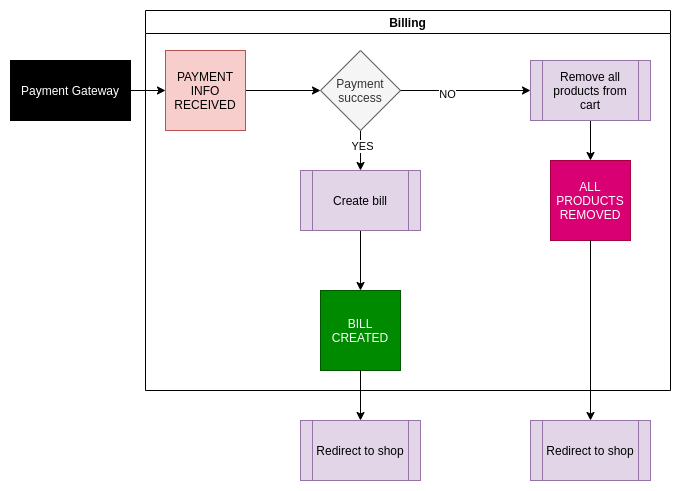 Billing
Payment Gateway
PAYMENT
INFO
RECEIVED
Payment
success
NO
Remove all
products from
cart
YES
Create bill
ALL
PRODUCTS
REMOVED
BILL
CREATED
Redirect to shop
Redirect to shop